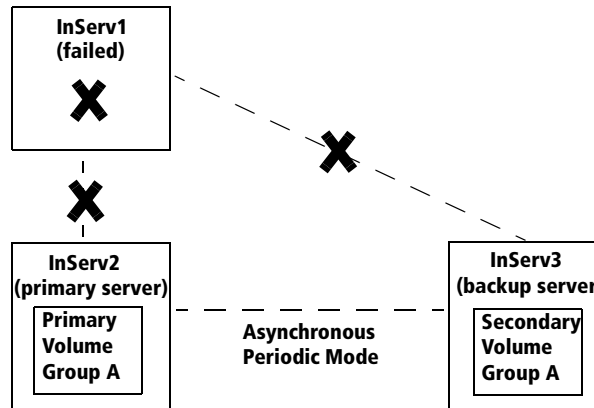 InServ1
(failed)
InServ2
(primary server)
Primary
Volume
Group A
Asynchronous
Periodic Mode
InServ3
(backup server)
Secondary
Volume
Group A